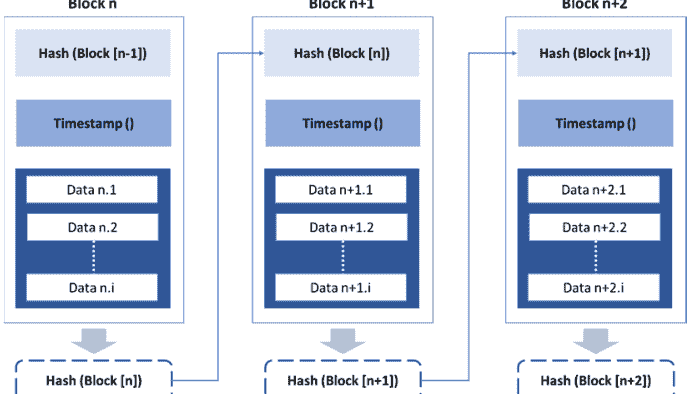 Block n
Hash (Block [n-1])
Timestamp ()
Data n.1
Data n.2
Data n.i
Hash (Block [n])
Block n+1
Hash (Block [n])
Timestamp ()
Data n+1.1
Data n+1.2
Data n+1.i
Hash (Block [n+1])
Block n+2
Hash (Block [n+1])
Timestamp ()
Data n+2.1
Data n+2.2
Data n+2.i
Hash (Block [n+2])